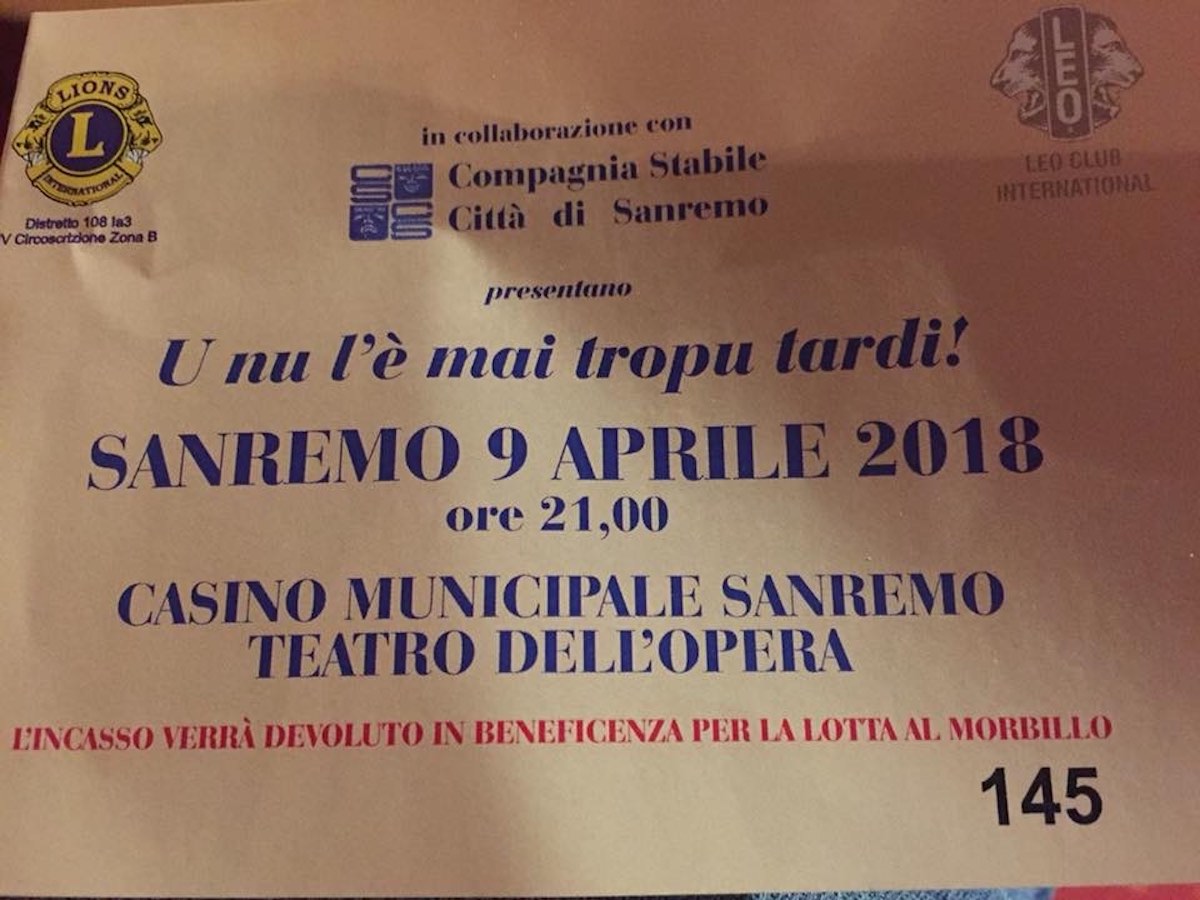 LIONS
L
INTERNATIONAL
Distretto 108 Ia3
V Circoscrizione Zona B
in collaborazione con
Compagnia Stabile
Città di Sanremo
LEO
LEO CLUB
INTERNATIONAL
presentano
U nu l'è mai tropu tardi!
SANREMO 9 APRILE 2018
ore 21,00
CASINO MUNICIPALE SANREMO
TEATRO DELL'OPERA
L'INCASSO VERRÀ DEVOLUTO IN BENEFICENZA PER LA LOTTA AL MORBILLO
145